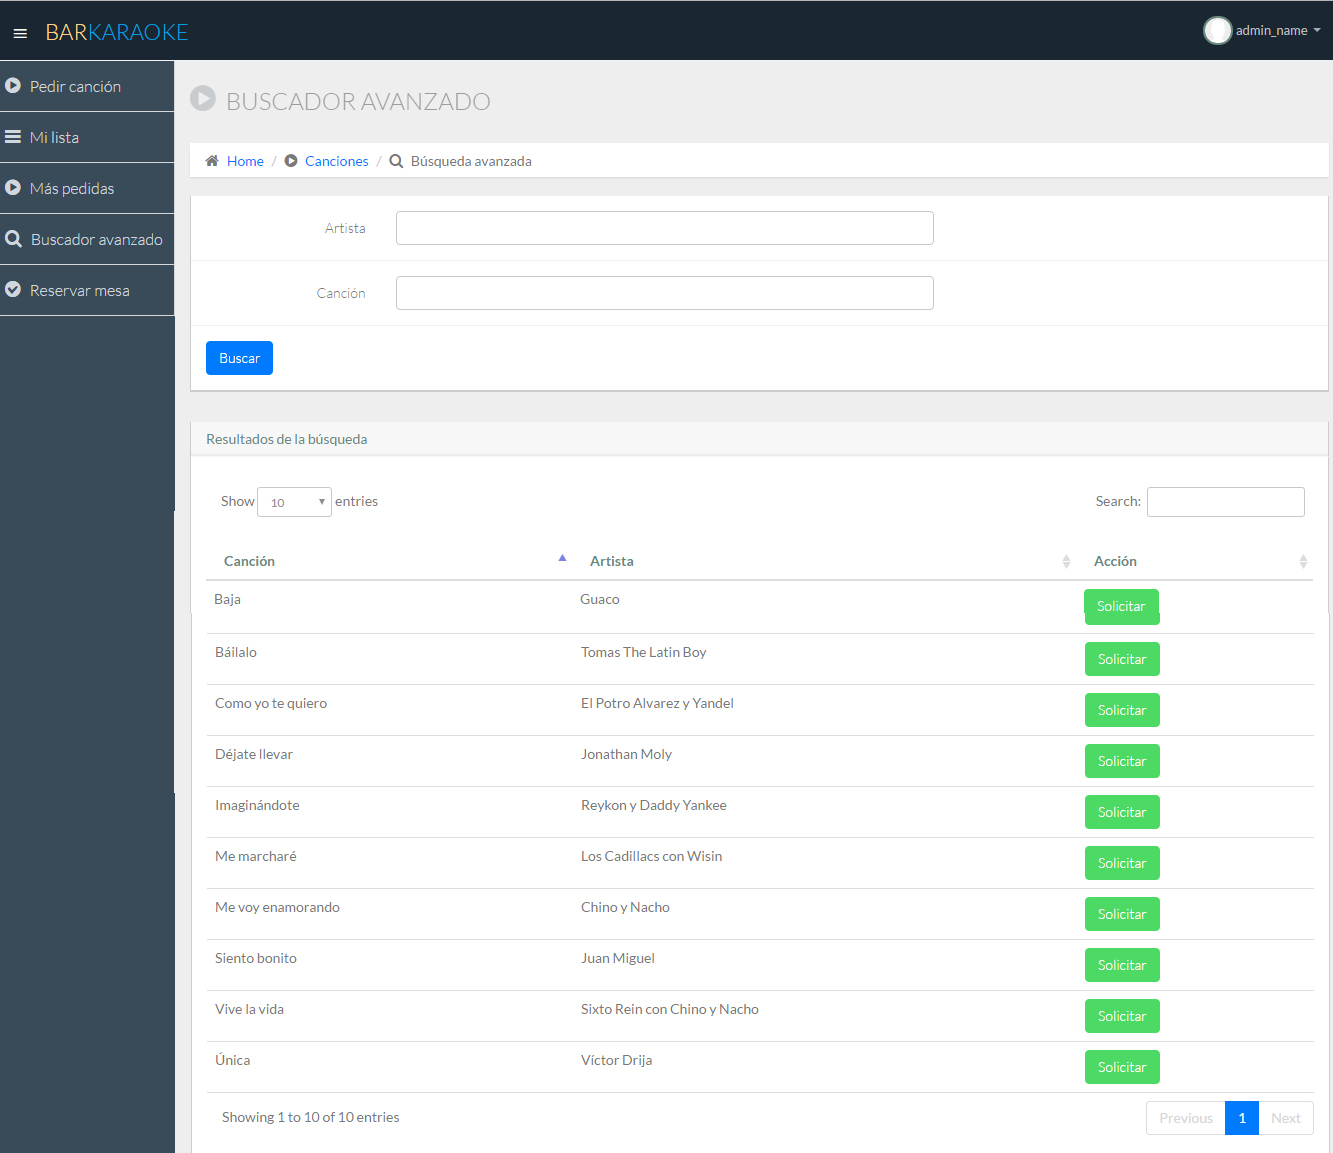 BARKARAOKE
admin_name
Pedir canción
Mi lista
Más pedidas
Buscador avanzado
Reservar mesa
BUSCADOR AVANZADO
Home / Canciones / Búsqueda avanzada
Artista
Canción
Buscar
Resultados de la búsqueda
Show 10 entries
Search:
Canción Artista Acción
Baja Guaco Solicitar
Báilalo Tomas The Latin Boy Solicitar
Como yo te quiero El Potro Alvarez y Yandel Solicitar
Déjate llevar Jonathan Moly Solicitar
Imaginándote Reykon y Daddy Yankee Solicitar
Me marcharé Los Cadillacs con Wisin Solicitar
Me voy enamorando Chino y Nacho Solicitar
Siento bonito Juan Miguel Solicitar
Vive la vida Sixto Rein con Chino y Nacho Solicitar
Única Víctor Drija Solicitar
Showing 1 to 10 of 10 entries
Previous 1 Next